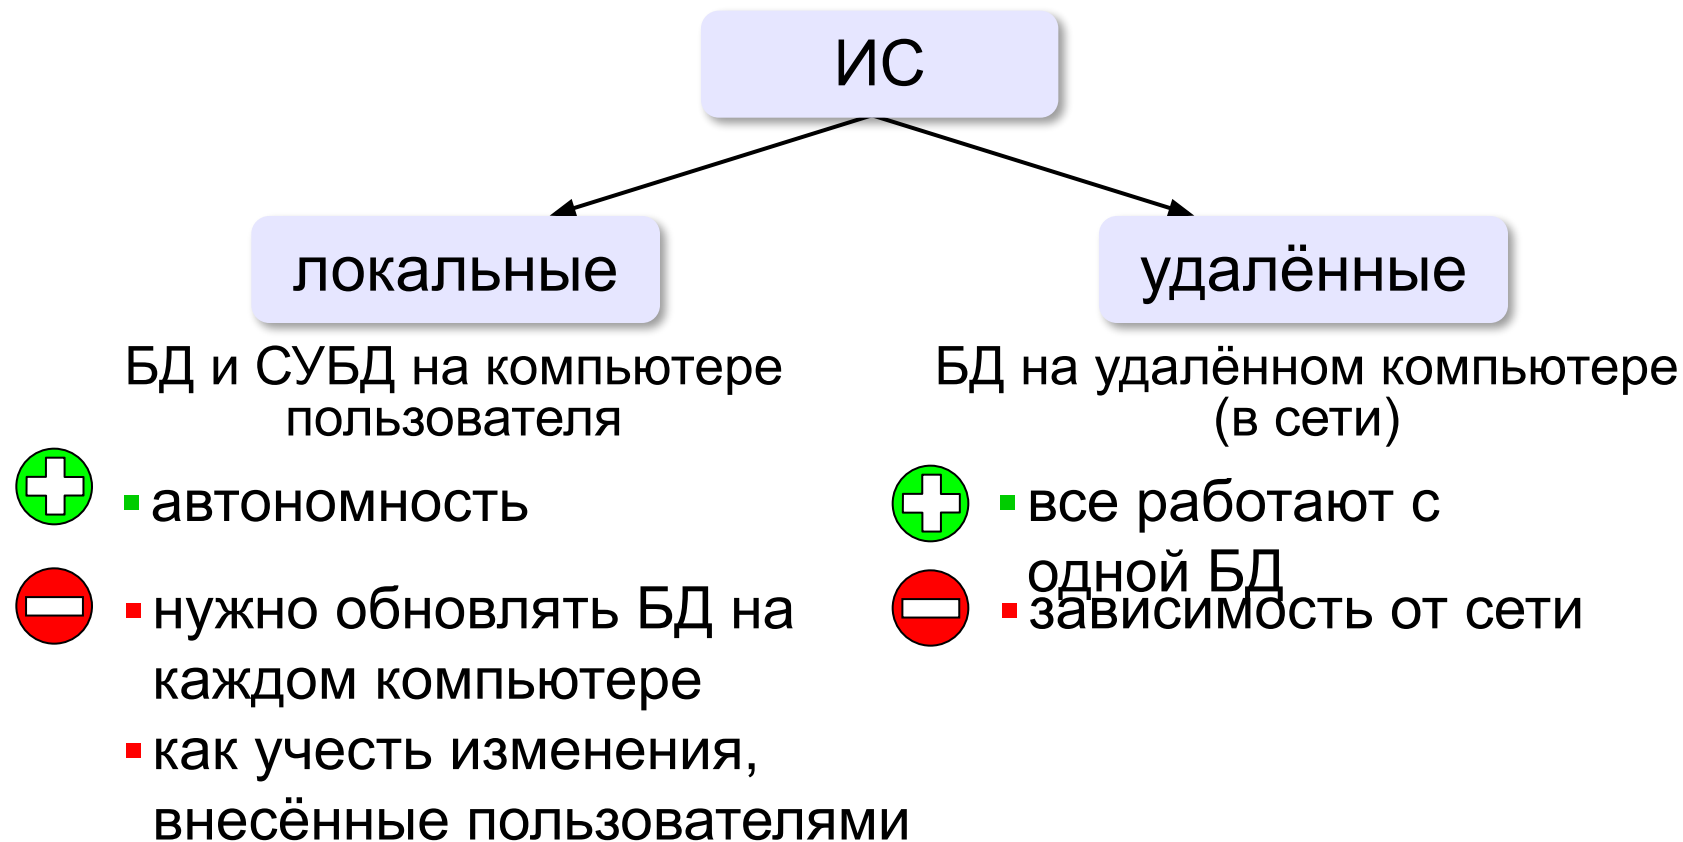 ИС
локальные
БД и СУБД на компьютере
пользователя
автономность
нужно обновлять БД на
каждом компьютере
как учесть изменения,
внесённые пользователями
удалённые
БД на удалённом компьютере
(в сети)
все работают с
одной БД
зависимость от сети